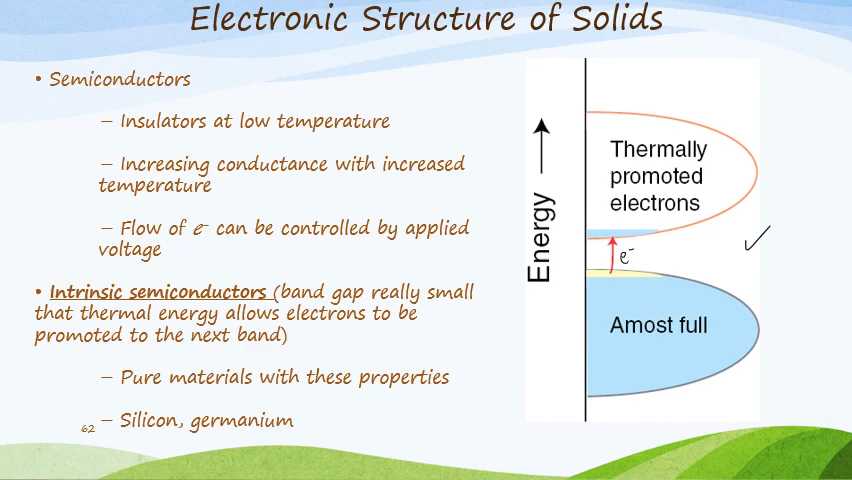 Electronic Structure of Solids
• Semiconductors
– Insulators at low temperature
– Increasing conductance with increased
temperature
– Flow of e⁻ can be controlled by applied
voltage
• Intrinsic semiconductors (band gap really small
that thermal energy allows electrons to be
promoted to the next band)
– Pure materials with these properties
– Silicon, germanium
62
Energy
Thermally
promoted
electrons
e⁻
Amost full